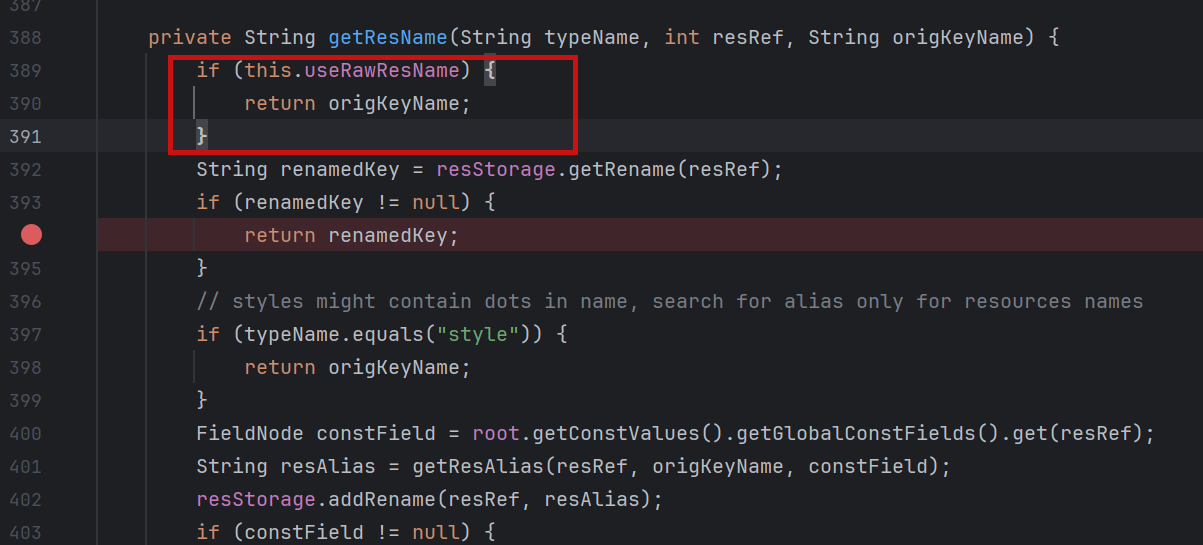 387
388 private String getResName(String typeName, int resRef, String origKeyName) {
389 if (this.useRawResName) {
390 return origKeyName;
391 }
392 String renamedKey = resStorage.getRename(resRef);
393 if (renamedKey != null) {
return renamedKey;
395 }
396 // styles might contain dots in name, search for alias only for resources names
397 if (typeName.equals("style")) {
398 return origKeyName;
399 }
400 FieldNode constField = root.getConstValues().getGlobalConstFields().get(resRef);
401 String resAlias = getResAlias(resRef, origKeyName, constField);
402 resStorage.addRename(resRef, resAlias);
403 if (constField != null) {